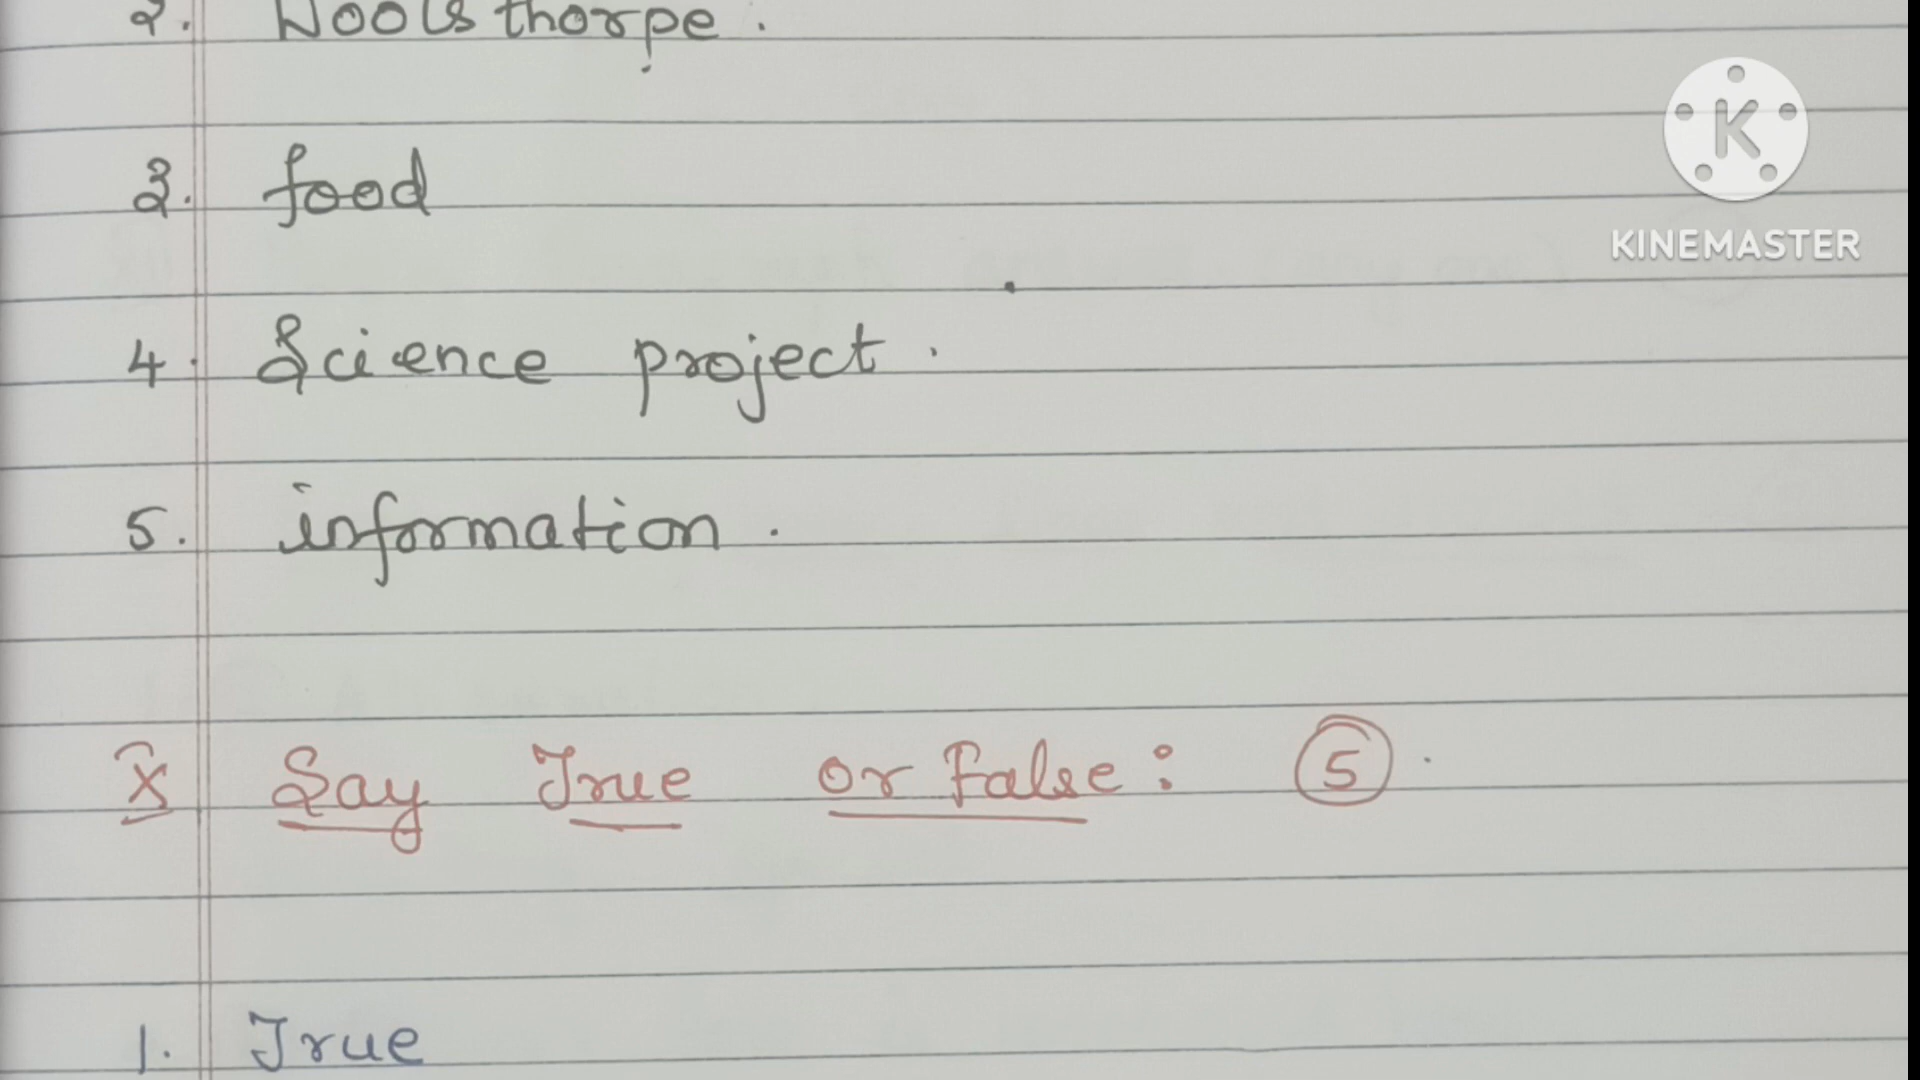 2. Woolsthorpe.
3. food
4. Science project.
5. information.
X Say True or False: 5
1. True
K
KINEMASTER